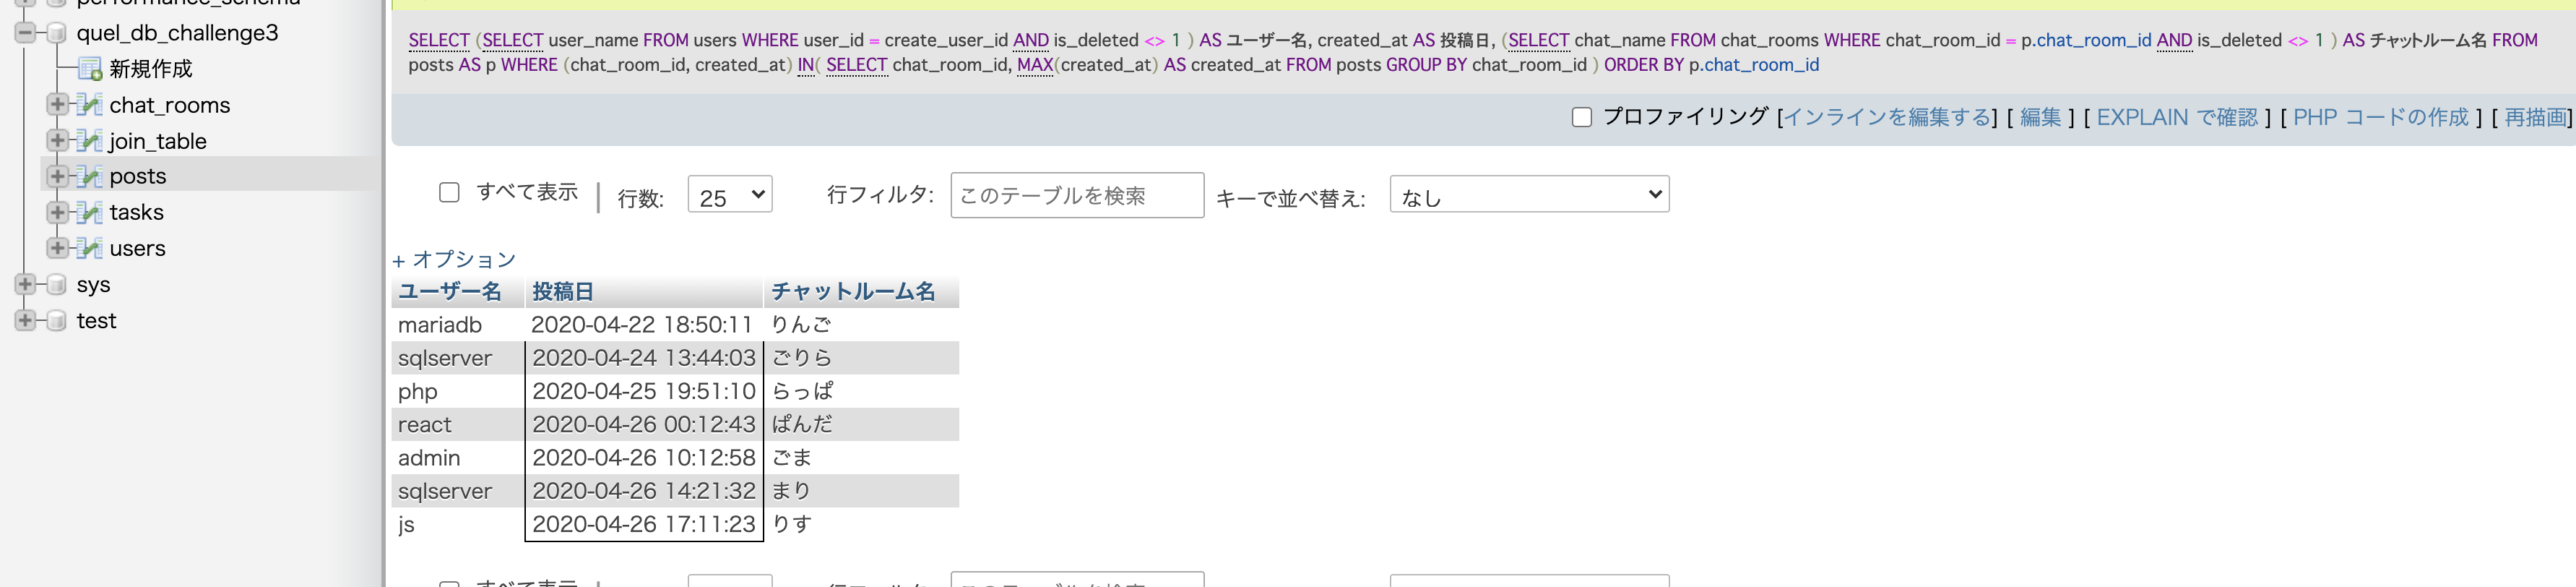 performance_schema
quel_db_challenge3
新規作成
chat_rooms
join_table
posts
tasks
users
sys
test
SELECT (SELECT user_name FROM users WHERE user_id = create_user_id AND is_deleted <> 1 ) AS ユーザー名, created_at AS 投稿日, (SELECT chat_name FROM chat_rooms WHERE chat_room_id = p.chat_room_id AND is_deleted <> 1 ) AS チャットルーム名 FROM
posts AS p WHERE (chat_room_id, created_at) IN( SELECT chat_room_id, MAX(created_at) AS created_at FROM posts GROUP BY chat_room_id ) ORDER BY p.chat_room_id
プロファイリング [インラインを編集する] [ 編集 ] [ EXPLAIN で確認 ] [ PHP コードの作成 ] [ 再描画]
すべて表示 | 行数: 25 行フィルタ: このテーブルを検索 キーで並べ替え: なし
+ オプション
ユーザー名 投稿日 チャットルーム名
mariadb 2020-04-22 18:50:11 りんご
sqlserver 2020-04-24 13:44:03 ごりら
php 2020-04-25 19:51:10 らっぱ
react 2020-04-26 00:12:43 ぱんだ
admin 2020-04-26 10:12:58 ごま
sqlserver 2020-04-26 14:21:32 まり
js 2020-04-26 17:11:23 りす